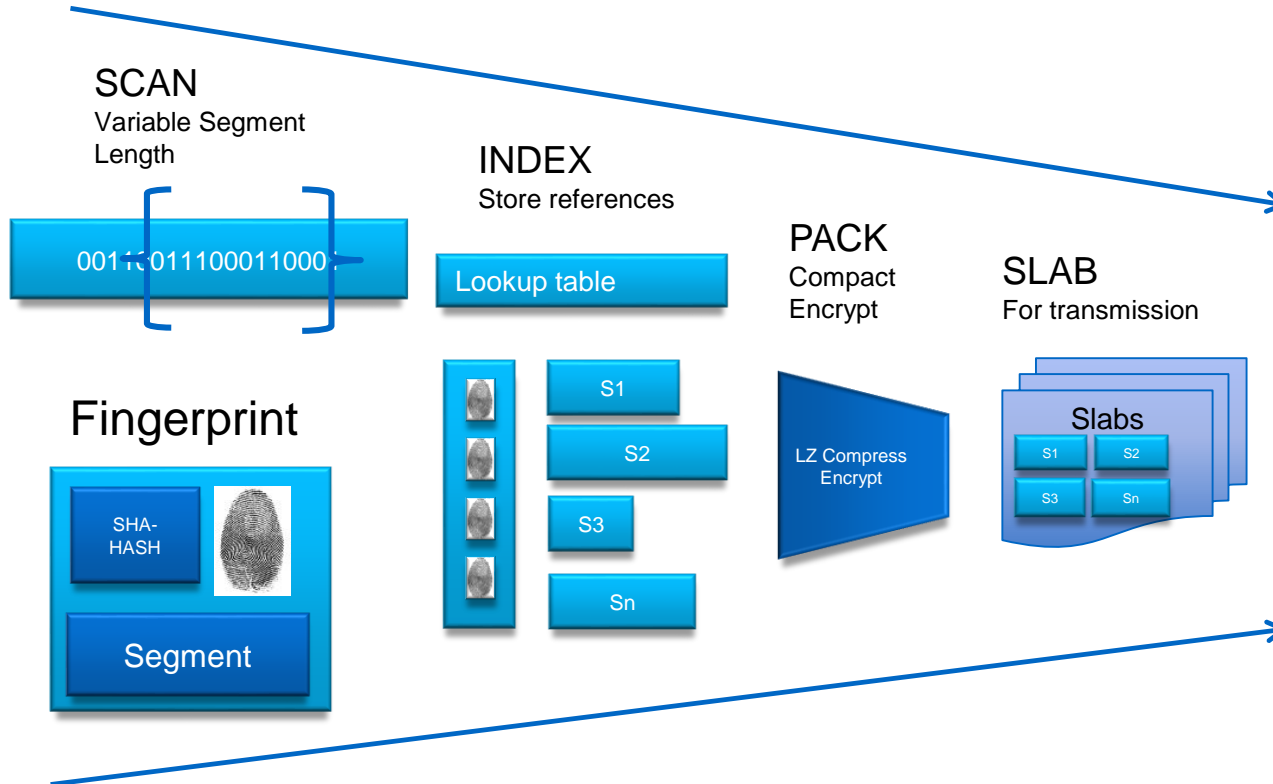 SCAN
Variable Segment
Length
INDEX
Store references
PACK
Compact
Encrypt
SLAB
For transmission
Lookup table
Fingerprint
SHA-
HASH
Segment
S1
S2
S3
Sn
LZ Compress
Encrypt
Slabs
S1
S2
S3
Sn